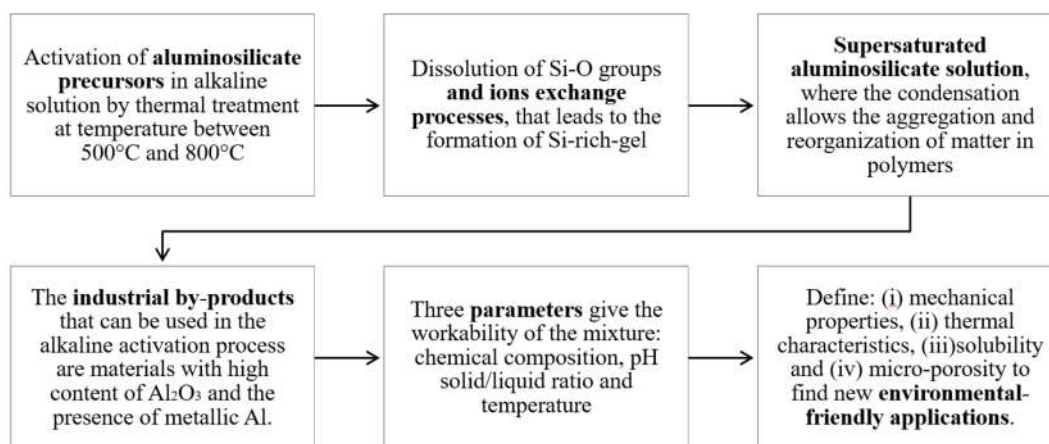 Activation of aluminosilicate
precursors in alkaline
solution by thermal treatment
at temperature between
500°C and 800°C
Dissolution of Si-O groups
and ions exchange
processes, that leads to the
formation of Si-rich-gel
Supersaturated
aluminosilicate solution,
where the condensation
allows the aggregation and
reorganization of matter in
polymers
The industrial by-products
that can be used in the
alkaline activation process
are materials with high
content of Al₂O₃ and the
presence of metallic Al.
Three parameters give the
workability of the mixture:
chemical composition, pH
solid/liquid ratio and
temperature
Define: (i) mechanical
properties, (ii) thermal
characteristics, (iii)solubility
and (iv) micro-porosity to
find new environmental-
friendly applications.